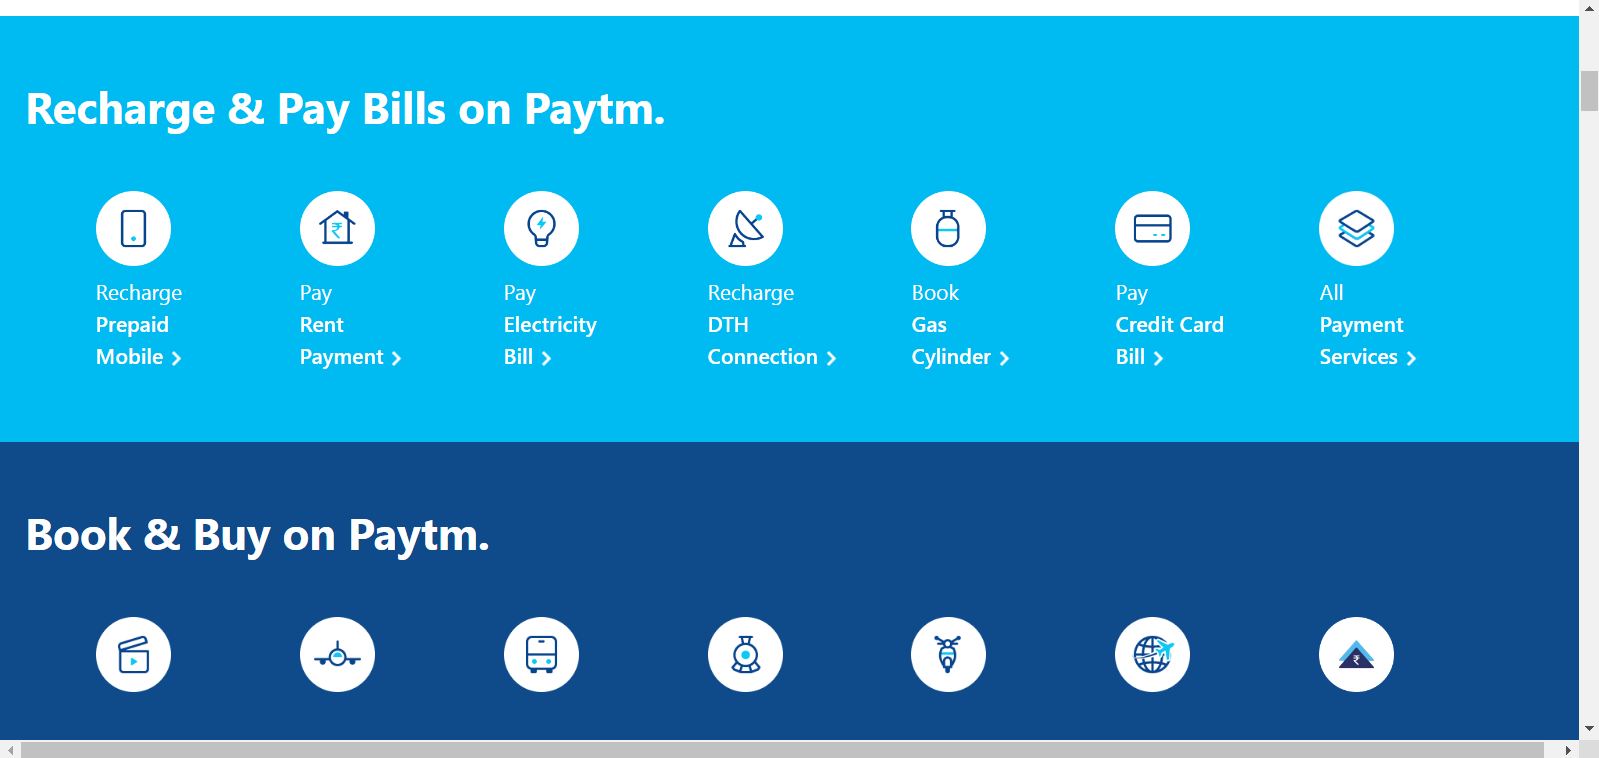 Recharge & Pay Bills on Paytm.
Recharge
Prepaid
Mobile
Pay
Rent
Payment
Pay
Electricity
Bill
Recharge
DTH
Connection
Book
Gas
Cylinder
Pay
Credit Card
Bill
All
Payment
Services
Book & Buy on Paytm.